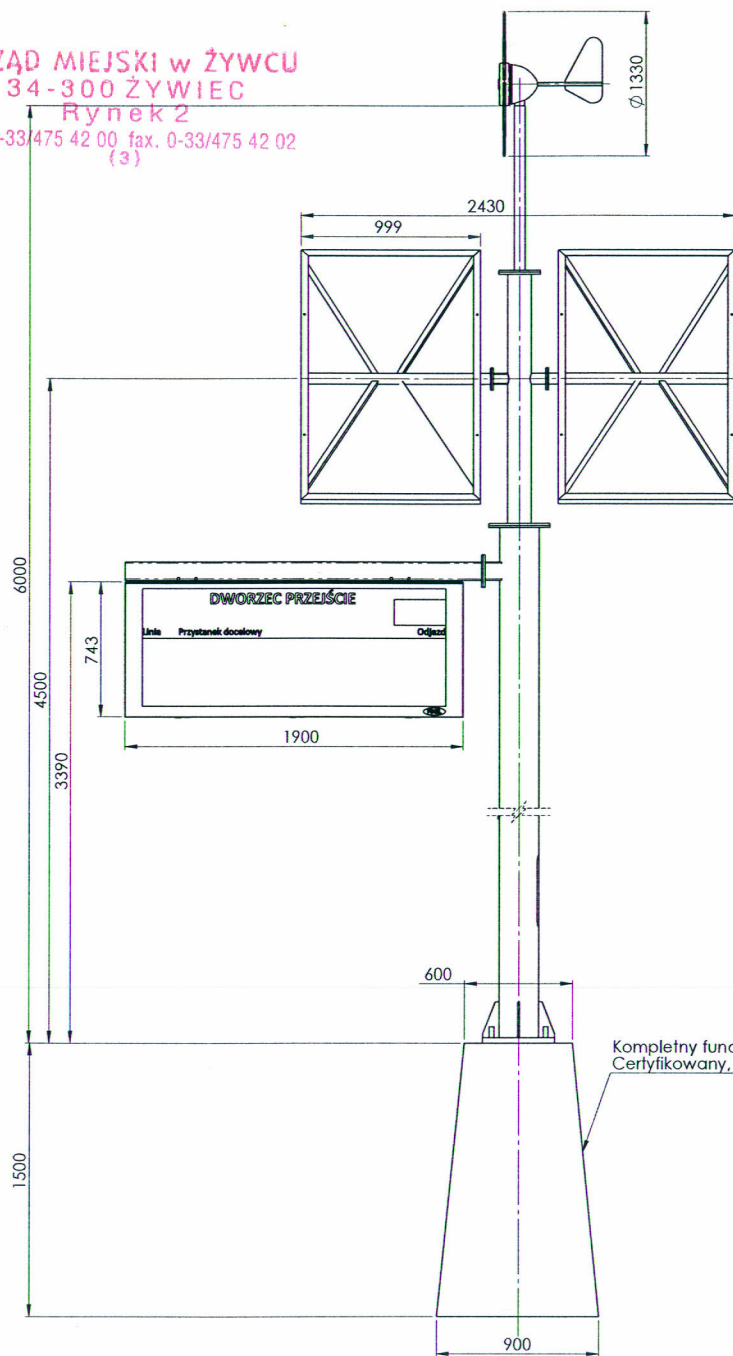 ZĄD MIEJSKI w ŻYWCU
34-300 ŻYWIEC
Rynek 2
-33/475 42 00 fax. 0-33/475 42 02
(3)
Ø1330
2430
999
6000
4500
3390
743
DWORZEC PRZEJŚCIE
Linia Przystanek docelowy Odjazd
1900
600
Kompletny fund
Certyfikowany,
1500
900